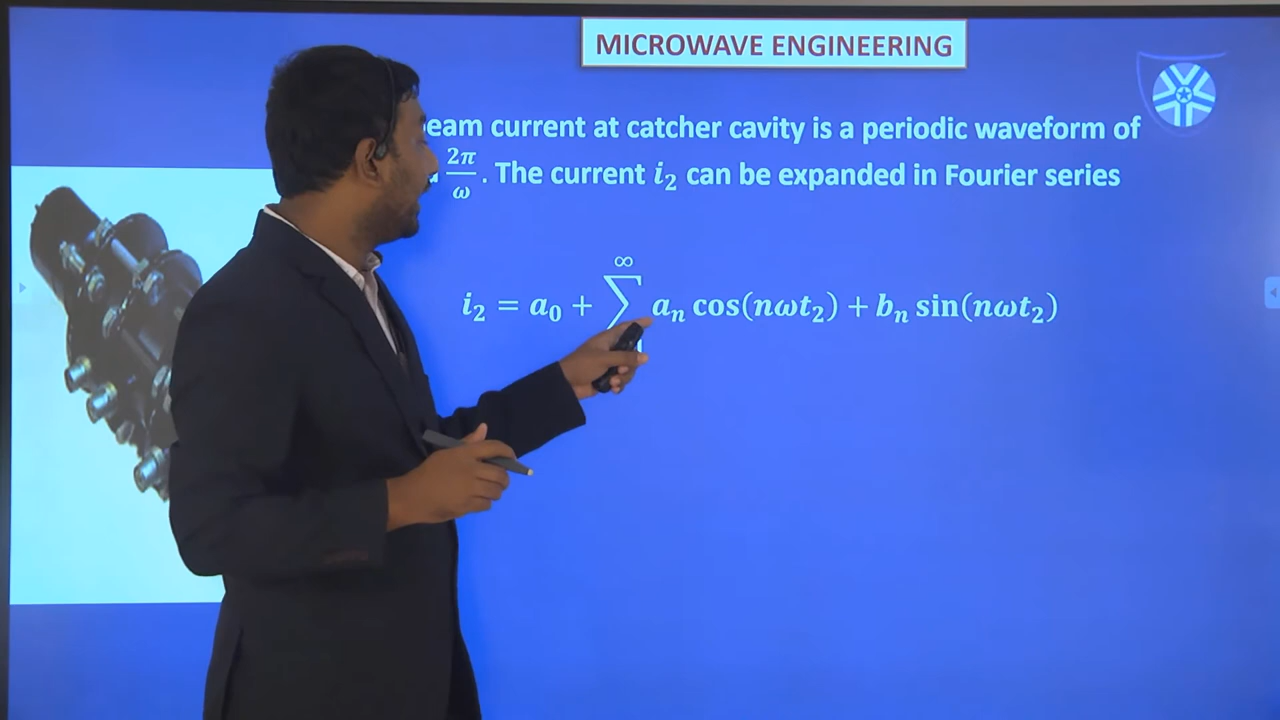 MICROWAVE ENGINEERING
eam current at catcher cavity is a periodic waveform of
2π/ω. The current i₂ can be expanded in Fourier series
∞
i₂ = a₀ + ∑ aₙ cos(nωt₂) + bₙ sin(nωt₂)